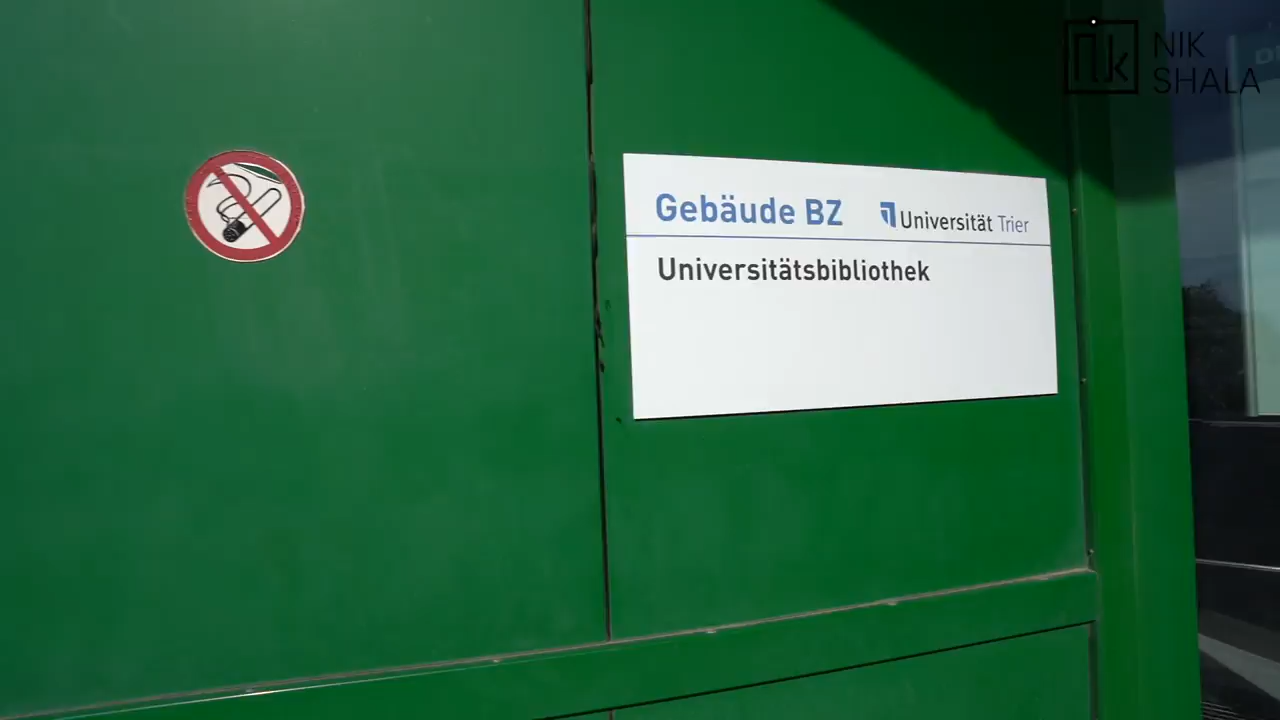 NIK
SHALA
Gebäude BZ
Universität Trier
Universitätsbibliothek